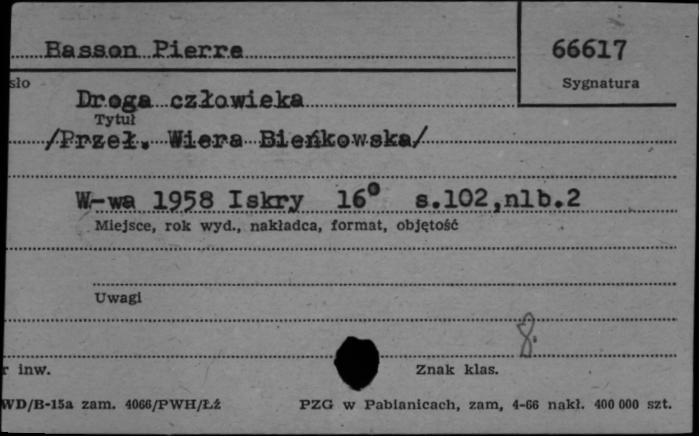 Basson Pierre
66617
sło
Sygnatura
Droga człowieka
Tytuł
/Przeł. Wiera Bieńkowska/
W-wa 1958 Iskry 16° s.102,nlb.2
Miejsce, rok wyd., nakładca, format, objętość
Uwagi
8.
r inw.
Znak klas.
WD/B-15a zam. 4066/PWH/Łź
PZG w Pabianicach, zam, 4-66 nakł. 400 000 szt.